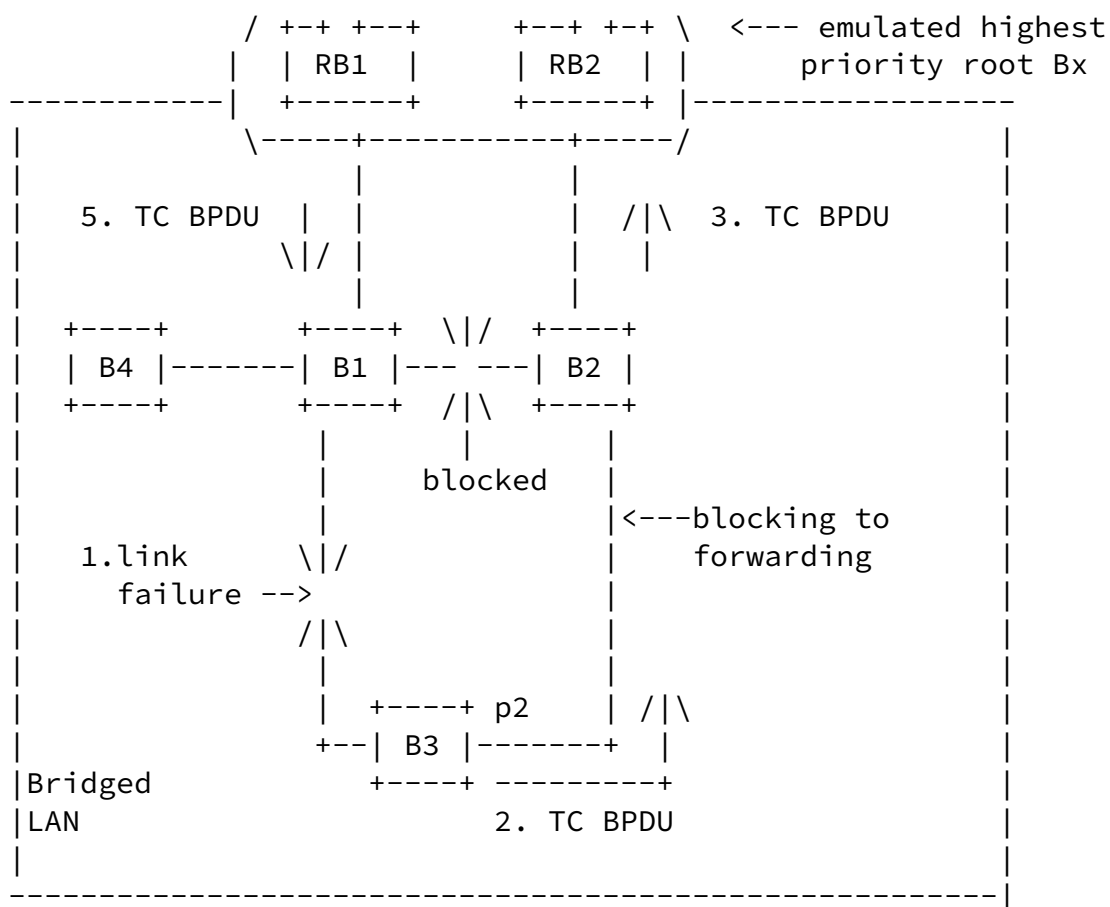 <--- emulated highest
RB1 RB2 priority root Bx
5. TC BPDU 3. TC BPDU
B4 B1 B2
blocked
<---blocking to
1.link forwarding
failure -->
p2
B3
Bridged
LAN 2. TC BPDU